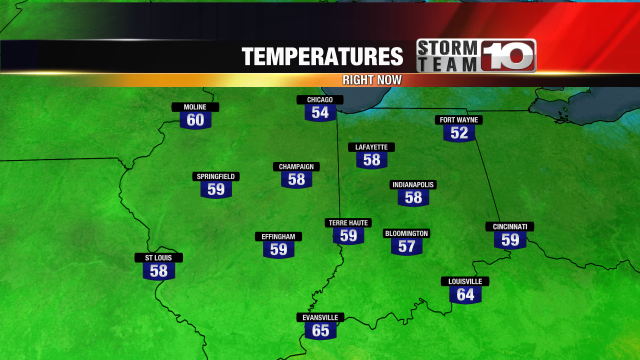 TEMPERATURES
STORM
TEAM 10
RIGHT NOW
MOLINE
60
CHICAGO
54
FORT WAYNE
52
LAFAYETTE
58
CHAMPAIGN
58
SPRINGFIELD
59
INDIANAPOLIS
58
TERRE HAUTE
59
EFFINGHAM
59
BLOOMINGTON
57
CINCINNATI
59
ST LOUIS
58
LOUISVILLE
64
EVANSVILLE
65